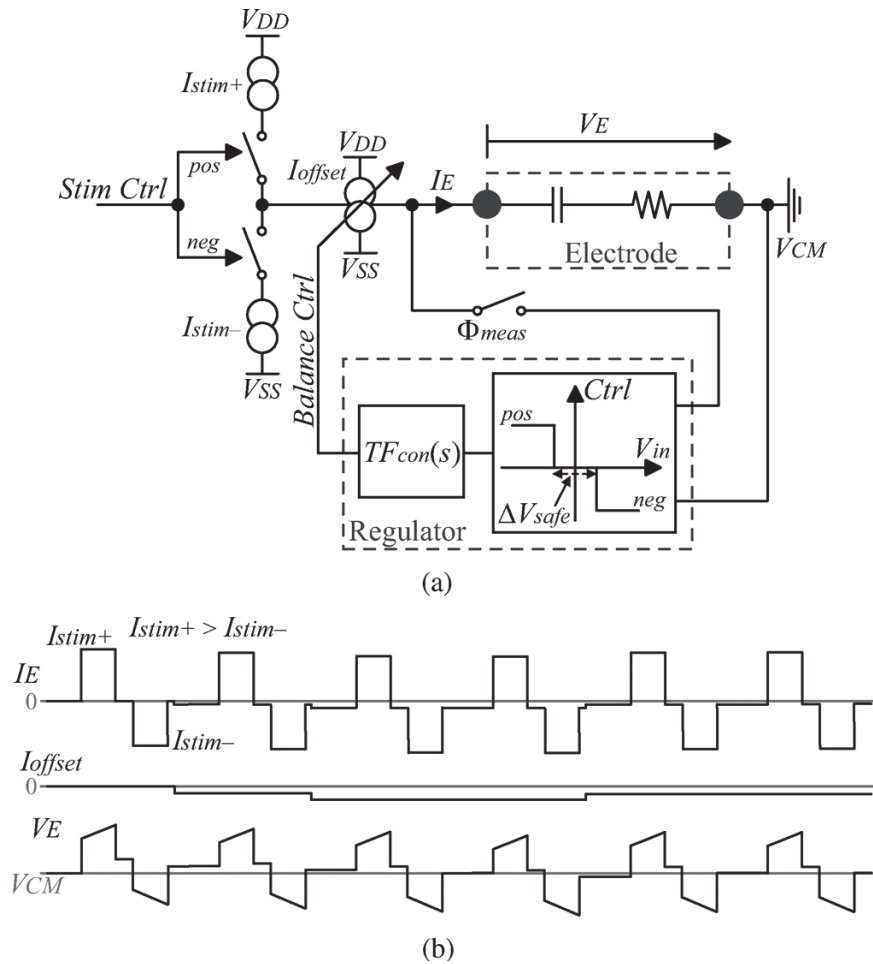 VDD
Istim+
pos
Stim Ctrl
neg
Istim–
VSS
VDD
Ioffset
VSS
Balance Ctrl
IE
VE
Electrode
VCM
Φmeas
TFcon(s)
Ctrl
pos
Vin
ΔVsafe
neg
Regulator
(a)
Istim+
Istim+ > Istim–
IE
0
Istim–
Ioffset
0
VE
VCM
(b)